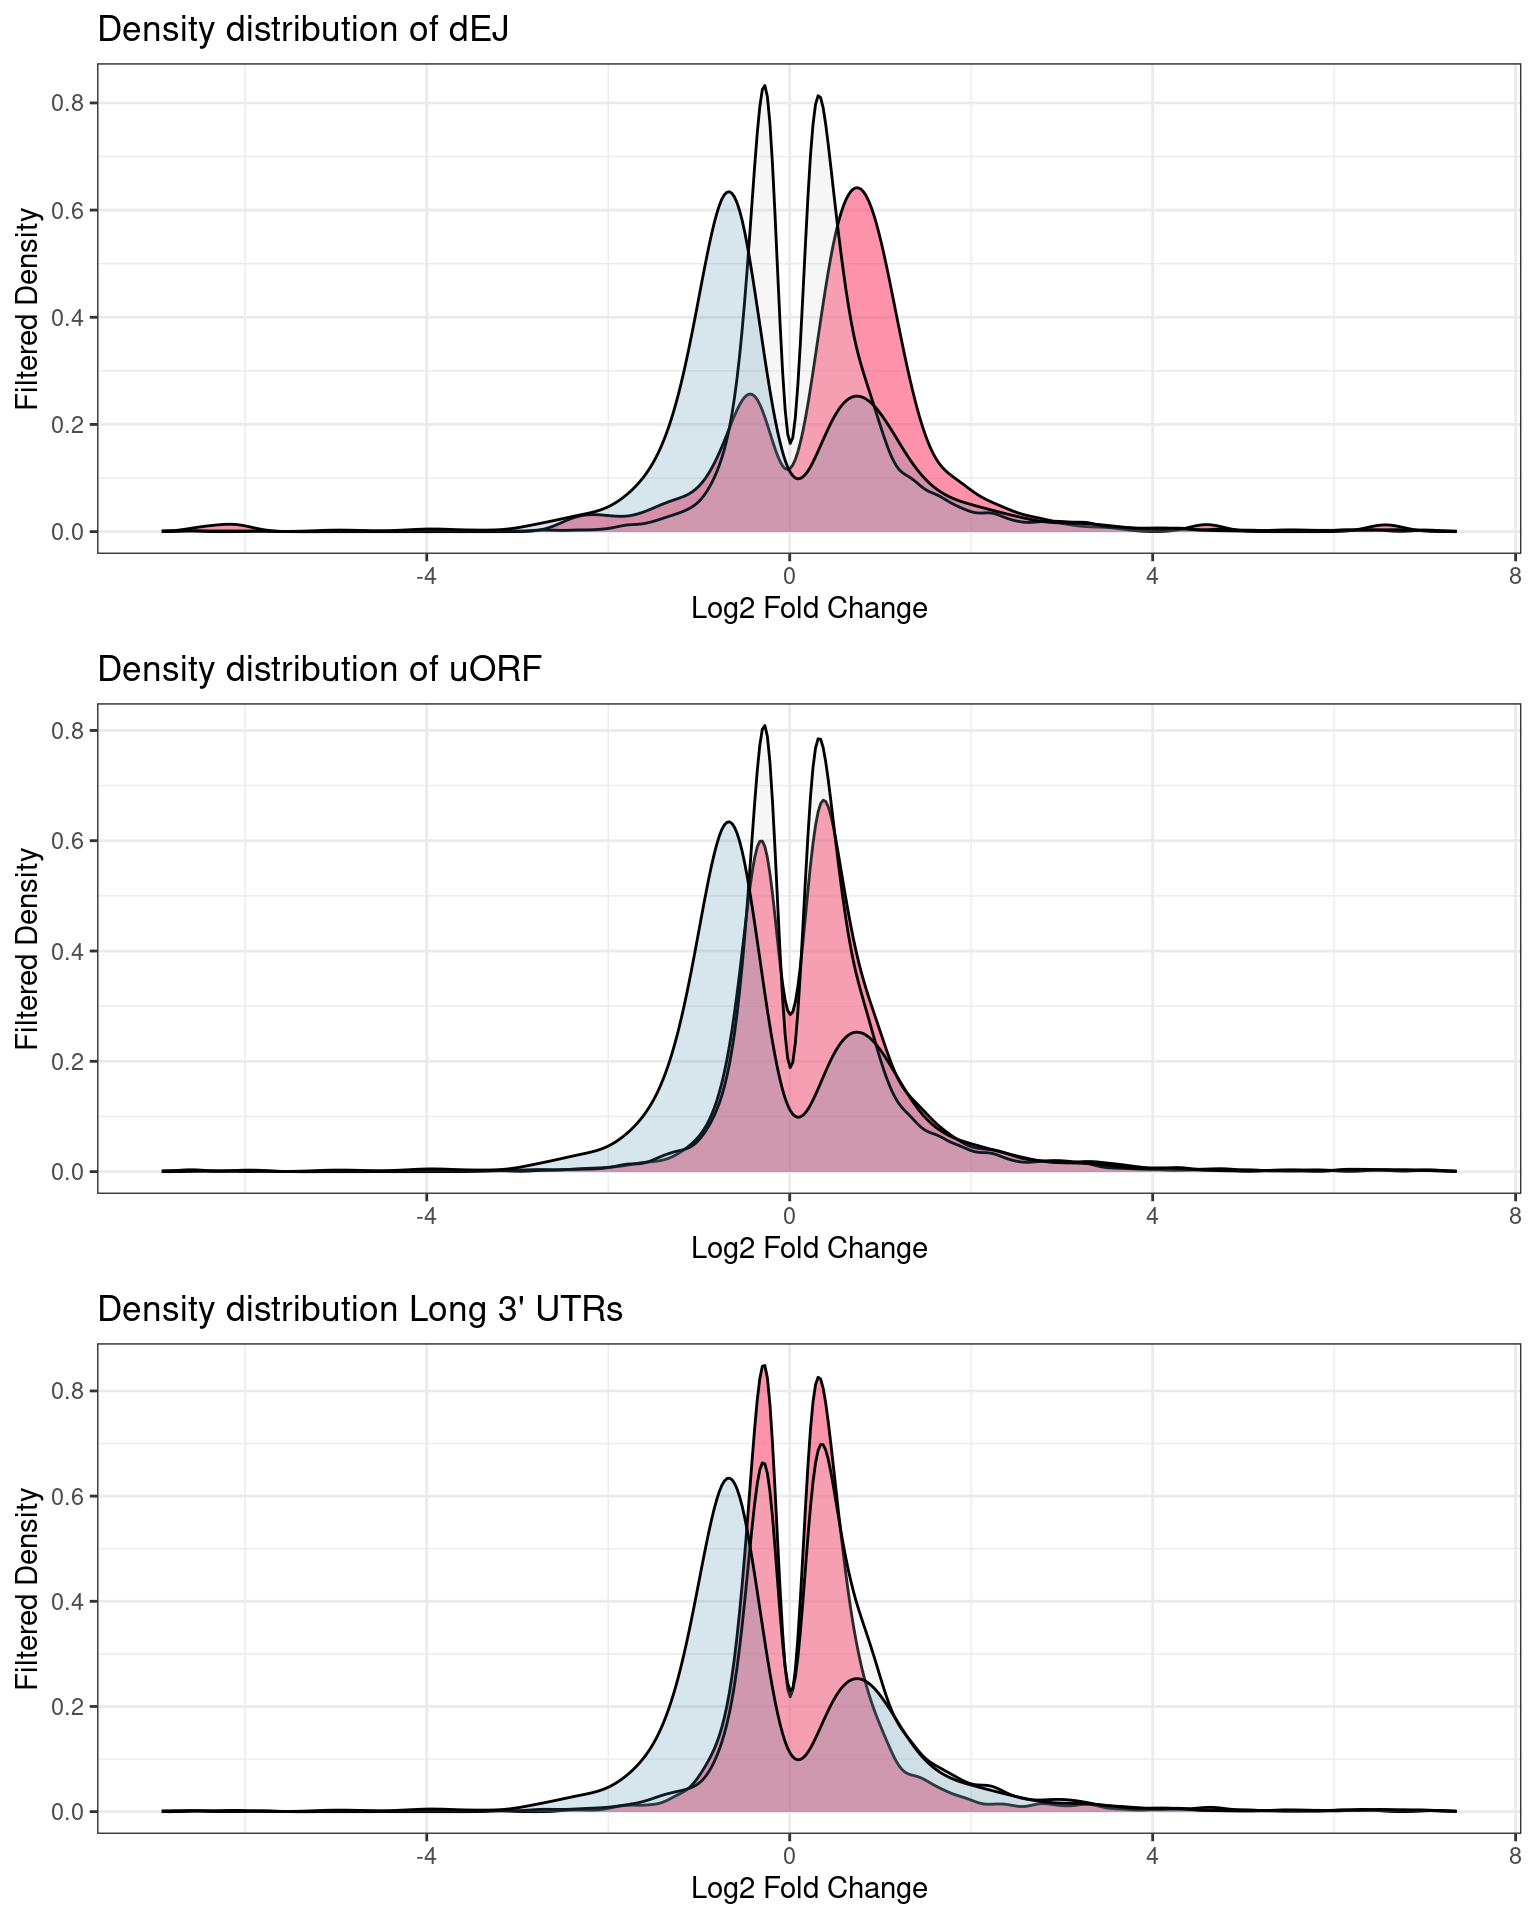 Density distribution of dEJ
Filtered Density
0.8
0.6
0.4
0.2
0.0
-4 0 4 8
Log2 Fold Change
Density distribution of uORF
Filtered Density
0.8
0.6
0.4
0.2
0.0
-4 0 4 8
Log2 Fold Change
Density distribution Long 3' UTRs
Filtered Density
0.8
0.6
0.4
0.2
0.0
-4 0 4 8
Log2 Fold Change